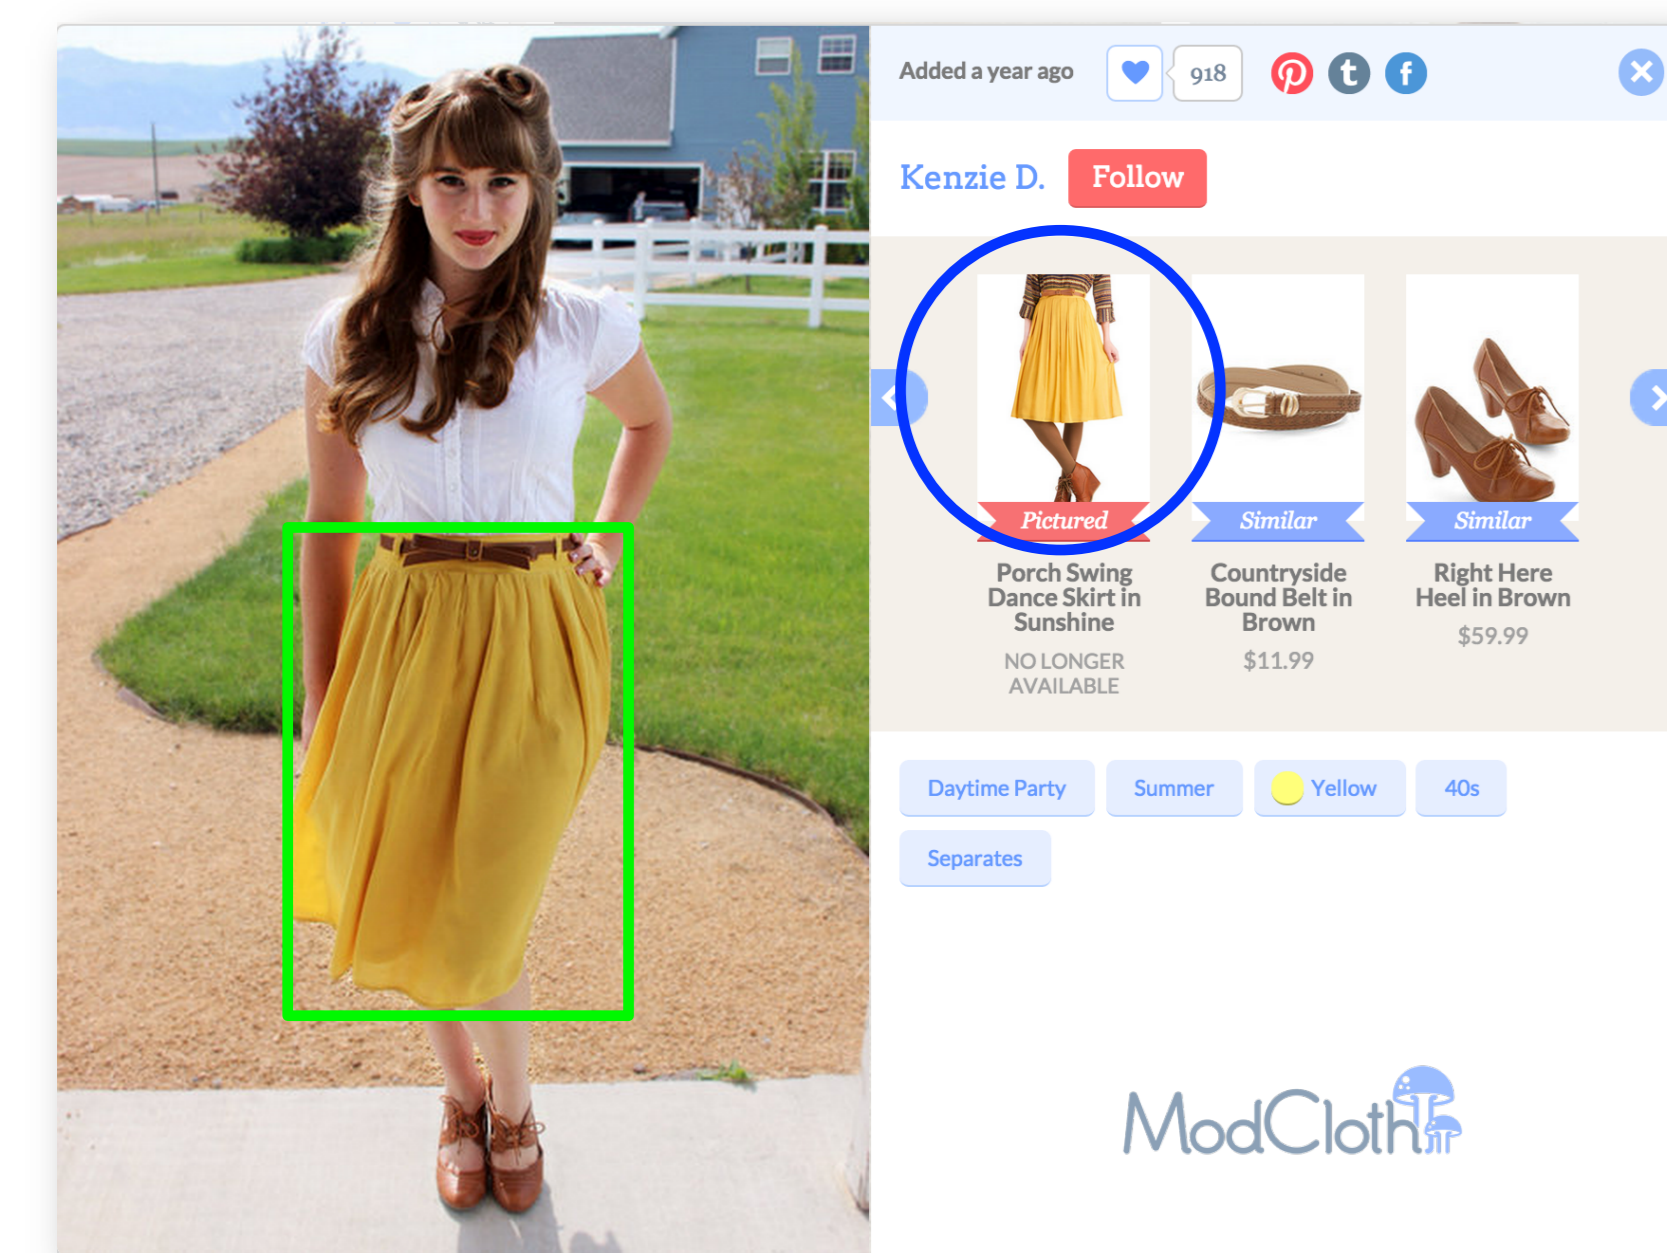 Added a year ago
918
Kenzie D.
Follow
Pictured
Similar
Similar
Porch Swing
Dance Skirt in
Sunshine
NO LONGER
AVAILABLE
Countryside
Bound Belt in
Brown
$11.99
Right Here
Heel in Brown
$59.99
Daytime Party
Summer
Yellow
40s
Separates
ModCloth